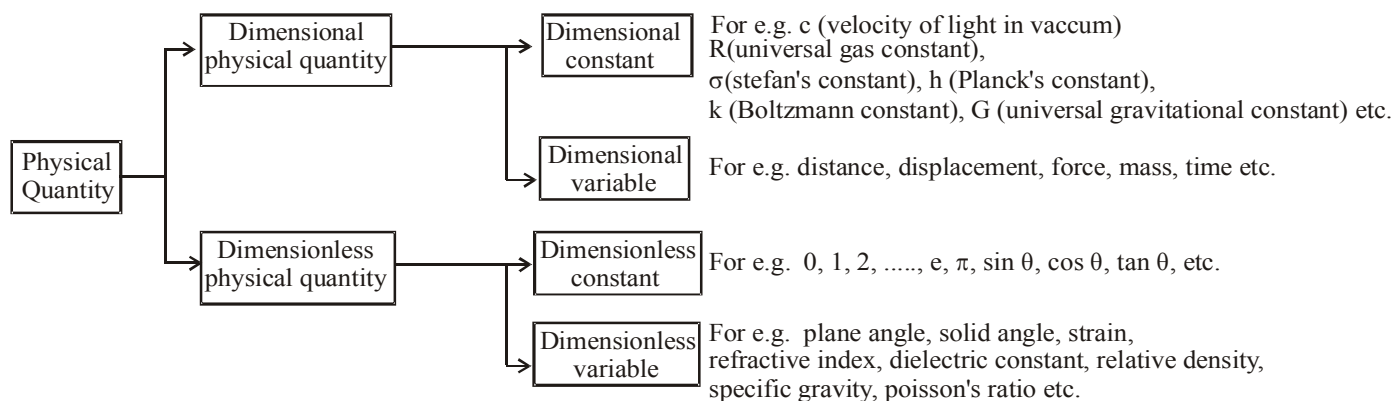 Physical
Quantity
Dimensional
physical quantity
Dimensional
constant
For e.g. c (velocity of light in vaccum)
R(universal gas constant),
σ(stefan's constant), h (Planck's constant),
k (Boltzmann constant), G (universal gravitational constant) etc.
Dimensional
variable
For e.g. distance, displacement, force, mass, time etc.
Dimensionless
physical quantity
Dimensionless
constant
For e.g. 0, 1, 2, ....., e, π, sin θ, cos θ, tan θ, etc.
Dimensionless
variable
For e.g. plane angle, solid angle, strain,
refractive index, dielectric constant, relative density,
specific gravity, poisson's ratio etc.